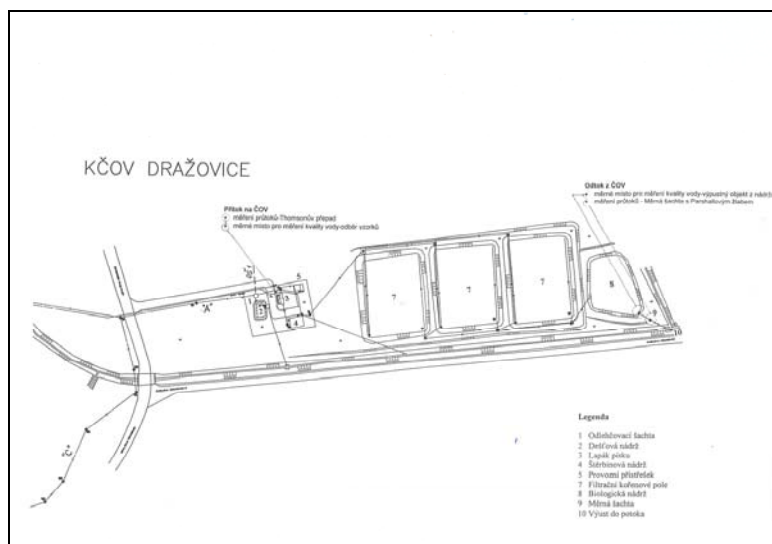 KČOV DRAŽOVICE
Odtok z ČOV
měrné místo pro měření kvality vody-výpustný objekt z nádrže
měření průtoků - Měrná šachta s Parshallovým žlabem
Přítok na ČOV
měření průtoků-Thomsonův přepad
měrné místo pro měření kvality vody-odběr vzorků
5
1
3
"A"
4
7
7
7
8
9
10
"C"
Legenda
1 Odlehčovací šachta
2 Dešťová nádrž
3 Lapák písku
4 Štěrbinová nádrž
5 Provozní přístřešek
7 Filtrační kořenové pole
8 Biologická nádrž
9 Měrná šachta
10 Výust do potoka